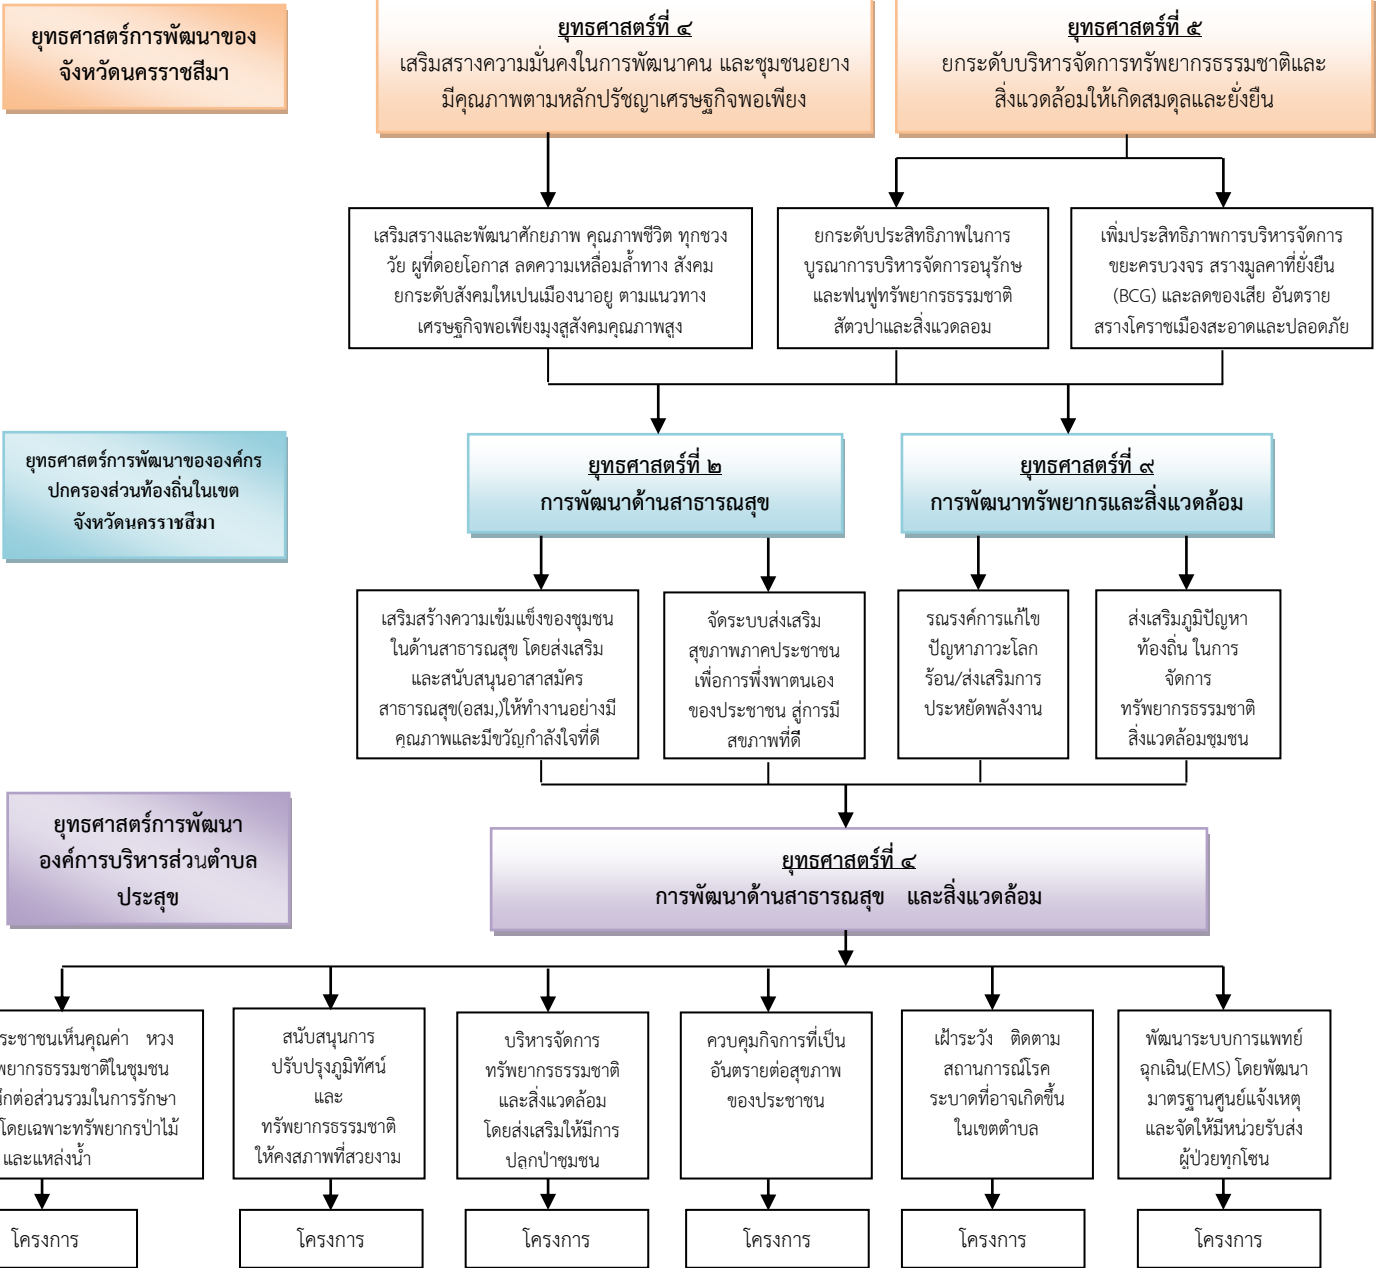 ยุทธศาสตร์การพัฒนาของ
จังหวัดนครราชสีมา
ยุทธศาสตร์ที่ ๔
เสริมสรางความมั่นคงในการพัฒนาคน และชุมชนอยาง
มีคุณภาพตามหลักปรัชญาเศรษฐกิจพอเพียง
ยุทธศาสตร์ที่ ๕
ยกระดับบริหารจัดการทรัพยากรธรรมชาติและ
สิ่งแวดล้อมให้เกิดสมดุลและยั่งยืน
เสริมสรางและพัฒนาศักยภาพ คุณภาพชีวิต ทุกชวง
วัย ผูที่ดอยโอกาส ลดความเหลื่อมล้ำทาง สังคม
ยกระดับสังคมใหเปนเมืองนาอยู ตามแนวทาง
เศรษฐกิจพอเพียงมุงสูสังคมคุณภาพสูง
ยกระดับประสิทธิภาพในการ
บูรณาการบริหารจัดการอนุรักษ
และฟนฟูทรัพยากรธรรมชาติ
สัตวปาและสิ่งแวดลอม
เพิ่มประสิทธิภาพการบริหารจัดการ
ขยะครบวงจร สรางมูลคาที่ยั่งยืน
(BCG) และลดของเสีย อันตราย
สรางโคราชเมืองสะอาดและปลอดภัย
ยุทธศาสตร์การพัฒนาขององค์กร
ปกครองส่วนท้องถิ่นในเขต
จังหวัดนครราชสีมา
ยุทธศาสตร์ที่ ๒
การพัฒนาด้านสาธารณสุข
ยุทธศาสตร์ที่ ๙
การพัฒนาทรัพยากรและสิ่งแวดล้อม
เสริมสร้างความเข้มแข็งของชุมชน
ในด้านสาธารณสุข โดยส่งเสริม
และสนับสนุนอาสาสมัคร
สาธารณสุข(อสม,)ให้ทำงานอย่างมี
คุณภาพและมีขวัญกำลังใจที่ดี
จัดระบบส่งเสริม
สุขภาพภาคประชาชน
เพื่อการพึ่งพาตนเอง
ของประชาชน สู่การมี
สุขภาพที่ดี
รณรงค์การแก้ไข
ปัญหาภาวะโลก
ร้อน/ส่งเสริมการ
ประหยัดพลังงาน
ส่งเสริมภูมิปัญหา
ท้องถิ่น ในการ
จัดการ
ทรัพยากรธรรมชาติ
สิ่งแวดล้อมชุมชน
ยุทธศาสตร์การพัฒนา
องค์การบริหารส่วนตำบล
ประสุข
ยุทธศาสตร์ที่ ๔
การพัฒนาด้านสาธารณสุข และสิ่งแวดล้อม
ระชาชนเห็นคุณค่า หวง
พยากรธรรมชาติในชุมชน
ึกต่อส่วนรวมในการรักษา
โดยเฉพาะทรัพยากรป่าไม้
และแหล่งน้ำ
สนับสนุนการ
ปรับปรุงภูมิทัศน์
และ
ทรัพยากรธรรมชาติ
ให้คงสภาพที่สวยงาม
บริหารจัดการ
ทรัพยากรธรรมชาติ
และสิ่งแวดล้อม
โดยส่งเสริมให้มีการ
ปลูกป่าชุมชน
ควบคุมกิจการที่เป็น
อันตรายต่อสุขภาพ
ของประชาชน
เฝ้าระวัง ติดตาม
สถานการณ์โรค
ระบาดที่อาจเกิดขึ้น
ในเขตตำบล
พัฒนาระบบการแพทย์
ฉุกเฉิน(EMS) โดยพัฒนา
มาตรฐานศูนย์แจ้งเหตุ
และจัดให้มีหน่วยรับส่ง
ผู้ป่วยทุกโซน
โครงการ
โครงการ
โครงการ
โครงการ
โครงการ
โครงการ